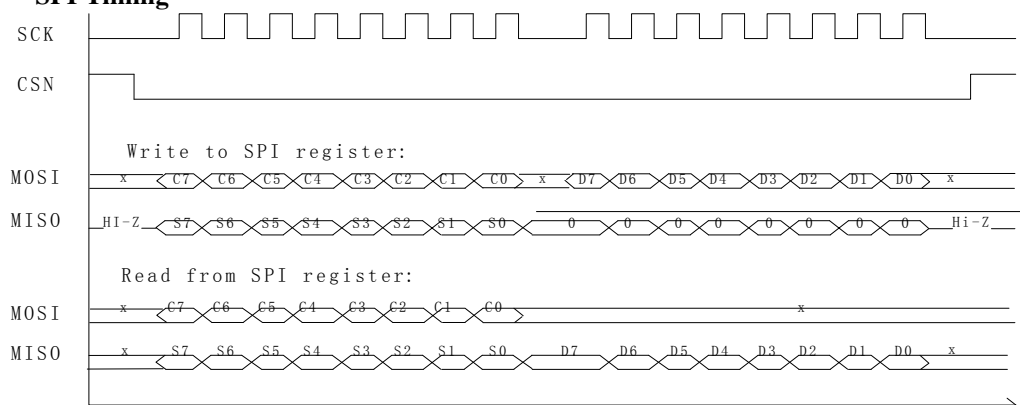 SPI Timing
SCK
CSN
Write to SPI register:
MOSI x C7 C6 C5 C4 C3 C2 C1 C0 x D7 D6 D5 D4 D3 D2 D1 D0 x
MISO HI-Z S7 S6 S5 S4 S3 S2 S1 S0 0 0 0 0 0 0 0 0 Hi-Z
Read from SPI register:
MOSI x C7 C6 C5 C4 C3 C2 C1 C0 x
MISO x S7 S6 S5 S4 S3 S2 S1 S0 D7 D6 D5 D4 D3 D2 D1 D0 x